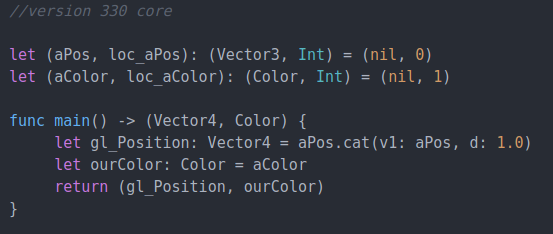 //version 330 core

let (aPos, loc_aPos): (Vector3, Int) = (nil, 0)
let (aColor, loc_aColor): (Color, Int) = (nil, 1)

func main() -> (Vector4, Color) {
     let gl_Position: Vector4 = aPos.cat(v1: aPos, d: 1.0)
     let ourColor: Color = aColor
     return (gl_Position, ourColor)
}